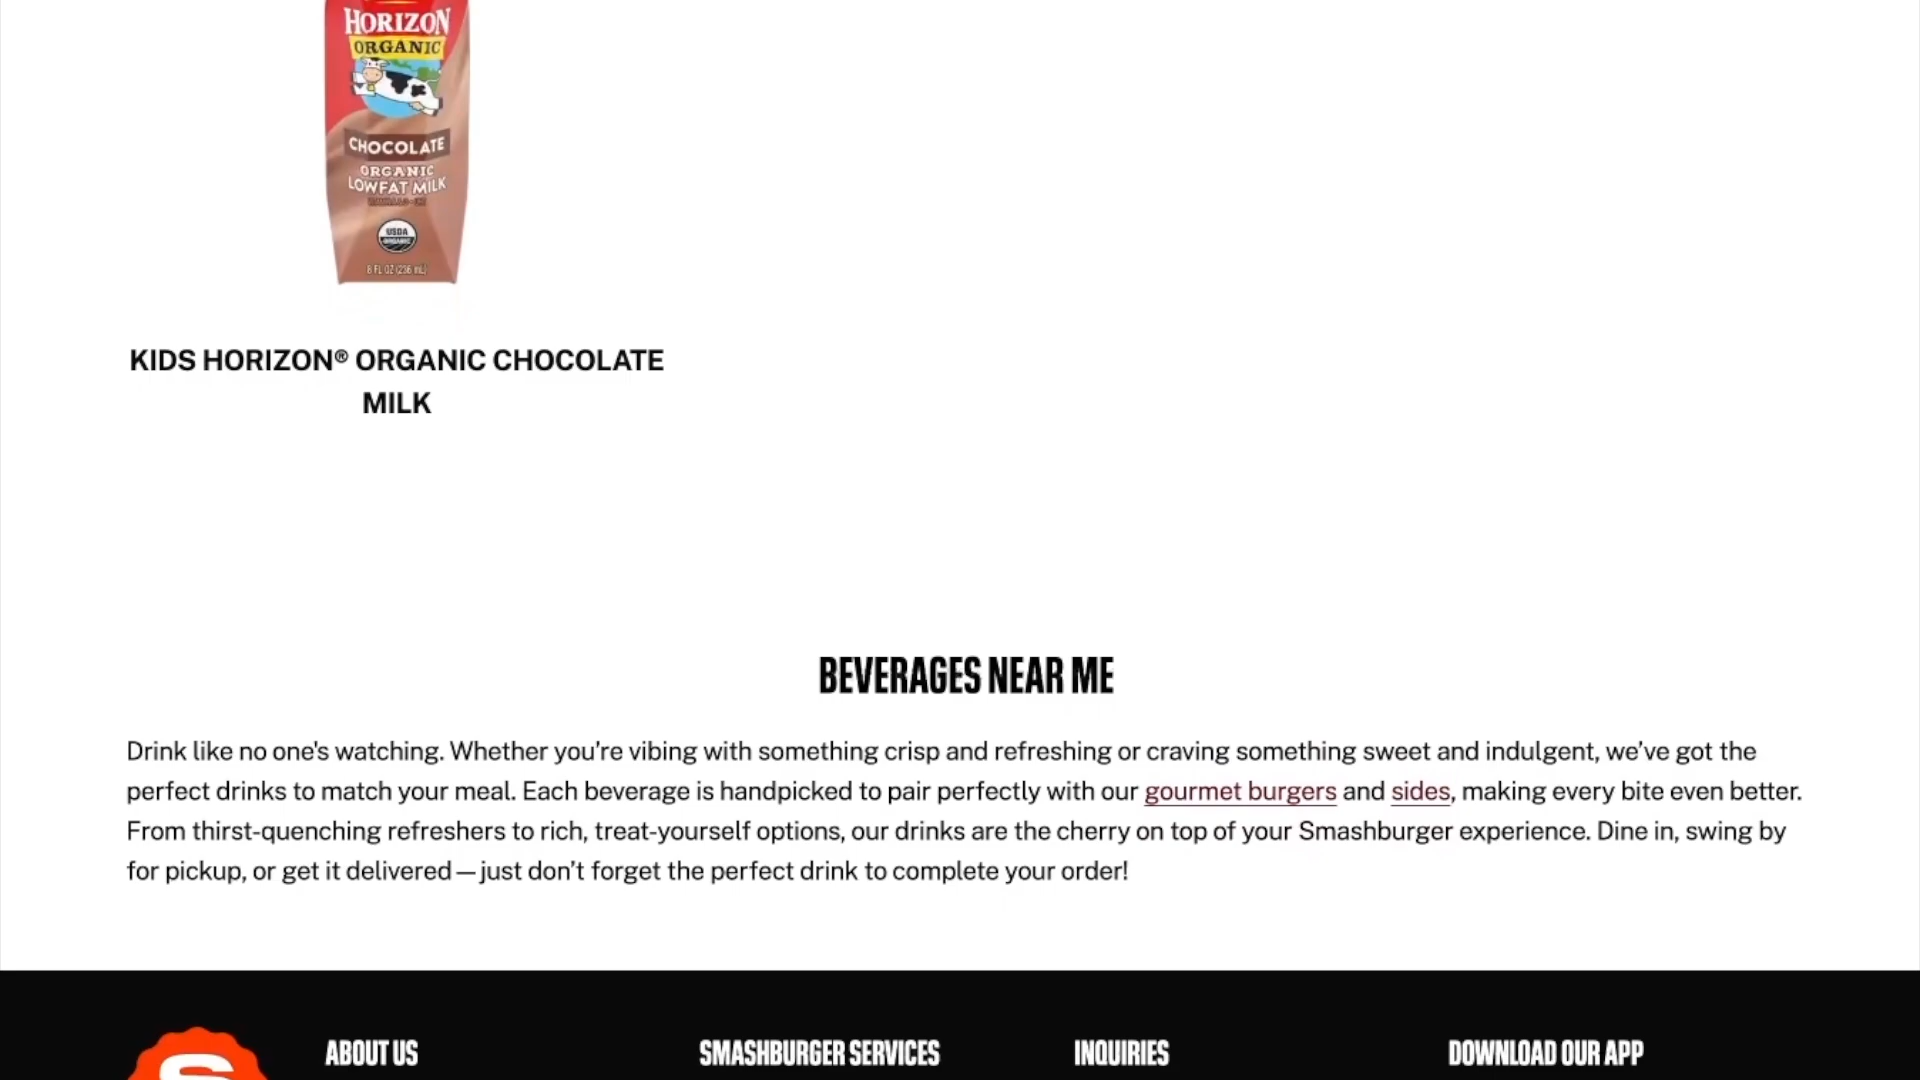 HORIZON
ORGANIC
CHOCOLATE
ORGANIC
LOWFAT MILK
USDA
ORGANIC
8 FL OZ (236 mL)
KIDS HORIZON® ORGANIC CHOCOLATE
MILK
BEVERAGES NEAR ME
Drink like no one's watching. Whether you’re vibing with something crisp and refreshing or craving something sweet and indulgent, we’ve got the
perfect drinks to match your meal. Each beverage is handpicked to pair perfectly with our gourmet burgers and sides, making every bite even better.
From thirst-quenching refreshers to rich, treat-yourself options, our drinks are the cherry on top of your Smashburger experience. Dine in, swing by
for pickup, or get it delivered—just don’t forget the perfect drink to complete your order!
ABOUT US
SMASHBURGER SERVICES
INQUIRIES
DOWNLOAD OUR APP